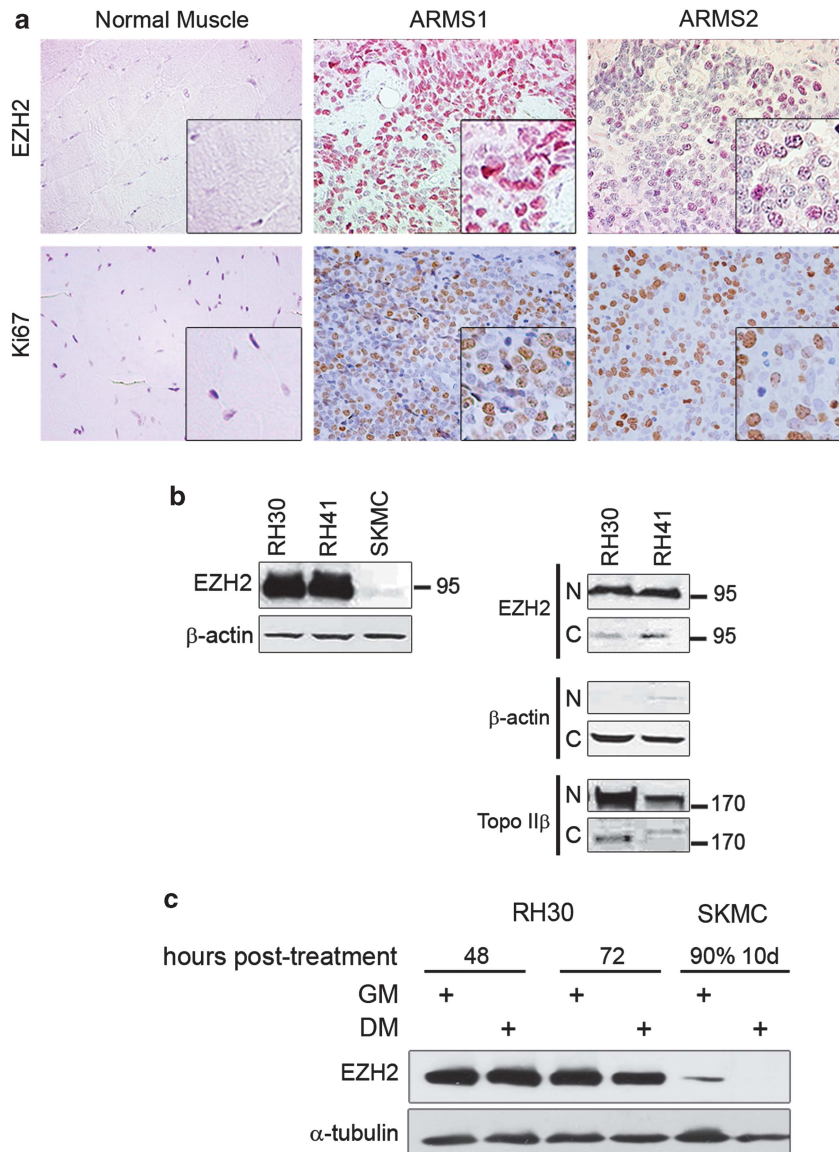 a
Normal Muscle ARMS1 ARMS2
EZH2
Ki67
b
RH30 RH41 SKMC
EZH2 95
β-actin
RH30 RH41
EZH2 N 95
C 95
β-actin N
C
Topo IIβ N 170
C 170
c
RH30 SKMC
hours post-treatment 48 72 90% 10d
GM + + +
DM + + +
EZH2
α-tubulin